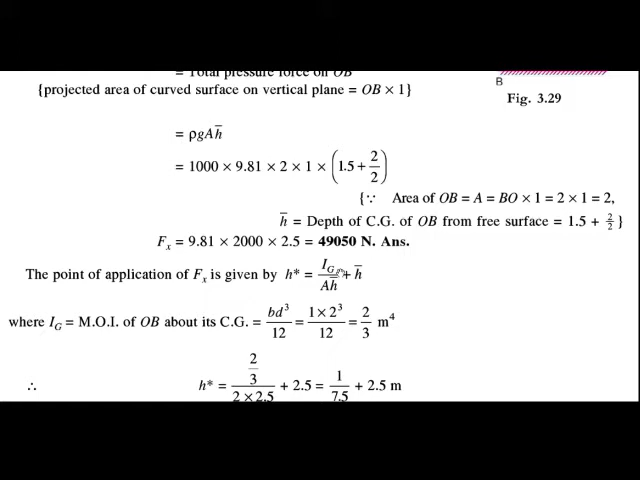 = Total pressure force on OB
{projected area of curved surface on vertical plane = OB × 1}
B
Fig. 3.29
= ρgAh̄
= 1000 × 9.81 × 2 × 1 × (1.5 + 2/2)
{∵ Area of OB = A = BO × 1 = 2 × 1 = 2,
h̄ = Depth of C.G. of OB from free surface = 1.5 + 2/2}
Fₓ = 9.81 × 2000 × 2.5 = 49050 N. Ans.
The point of application of Fₓ is given by h* = I_G/Ah̄ + h̄
where I_G = M.O.I. of OB about its C.G. = bd³/12 = 1 × 2³/12 = 2/3 m⁴
∴ h* = (2/3)/(2 × 2.5) + 2.5 = 1/7.5 + 2.5 m